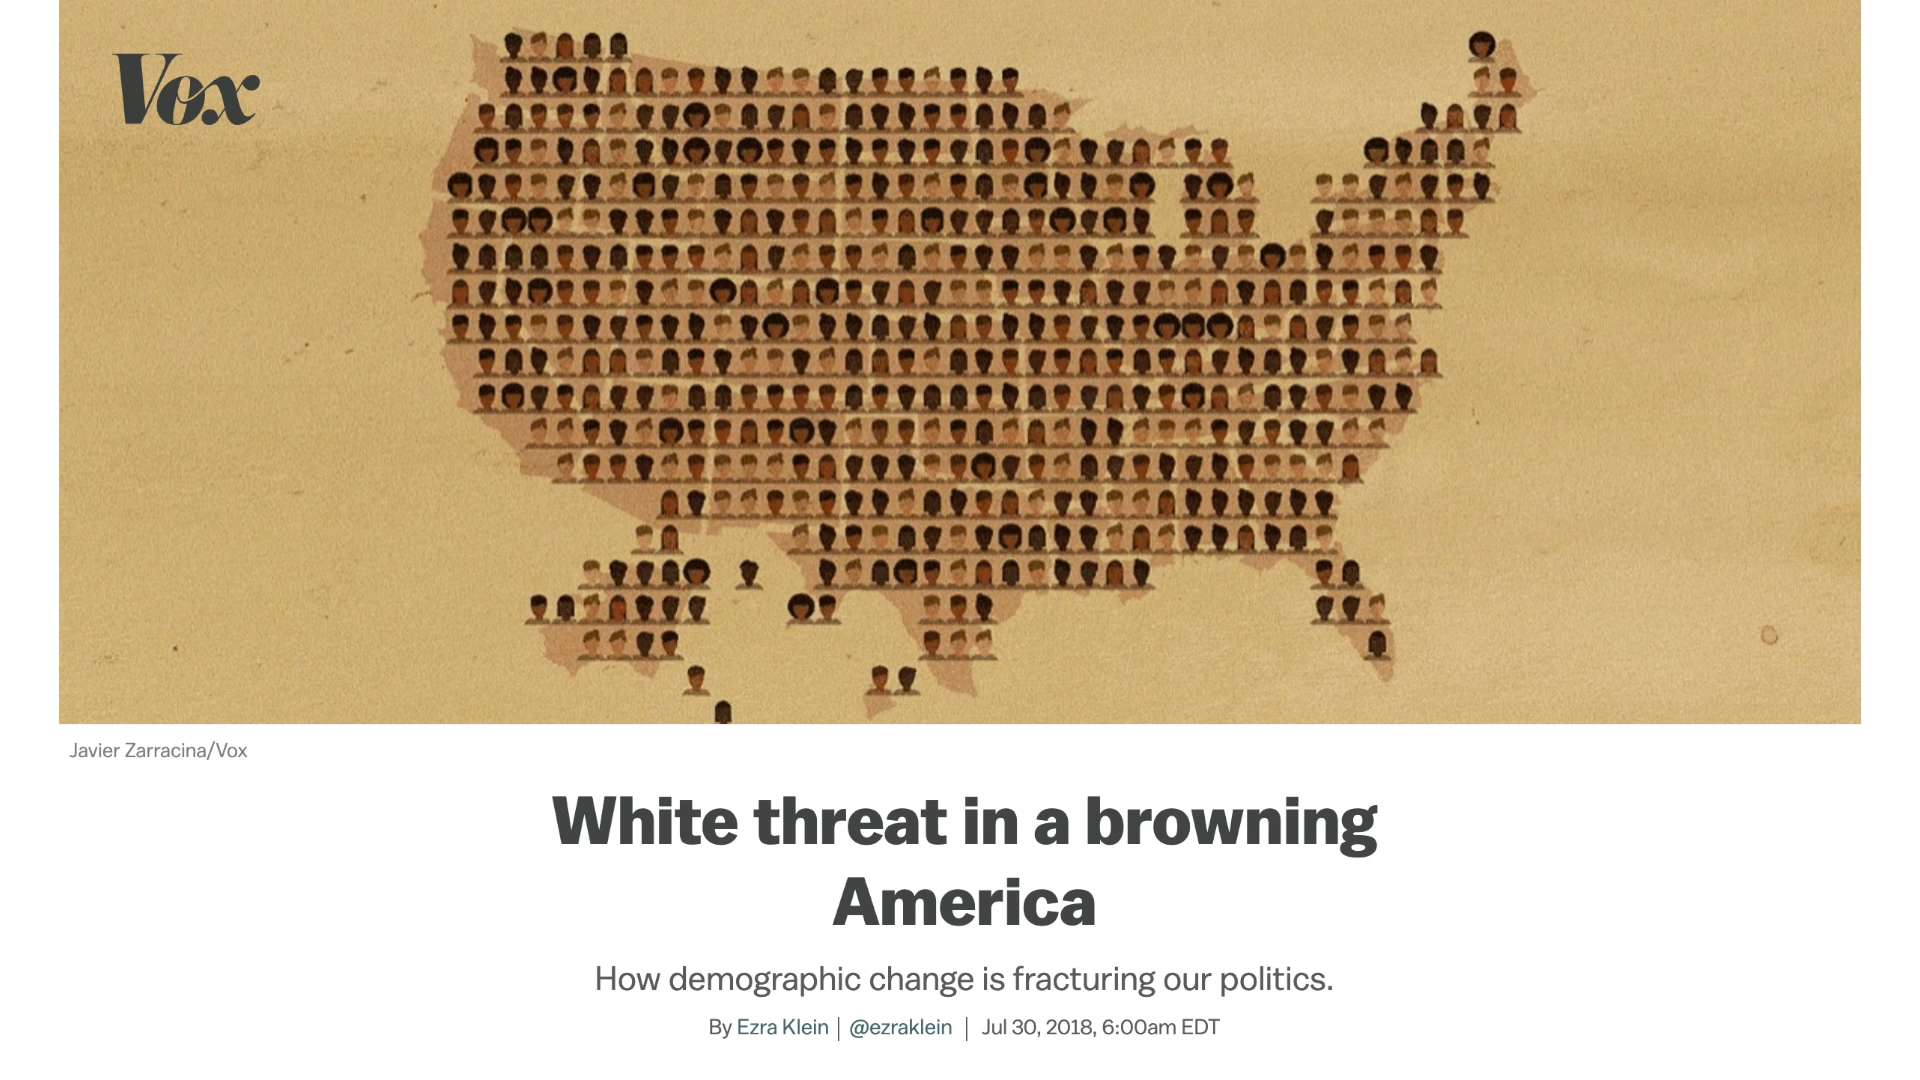 Vox
Javier Zarracina/Vox
White threat in a browning
America
How demographic change is fracturing our politics.
By Ezra Klein | @ezraklein | Jul 30, 2018, 6:00am EDT